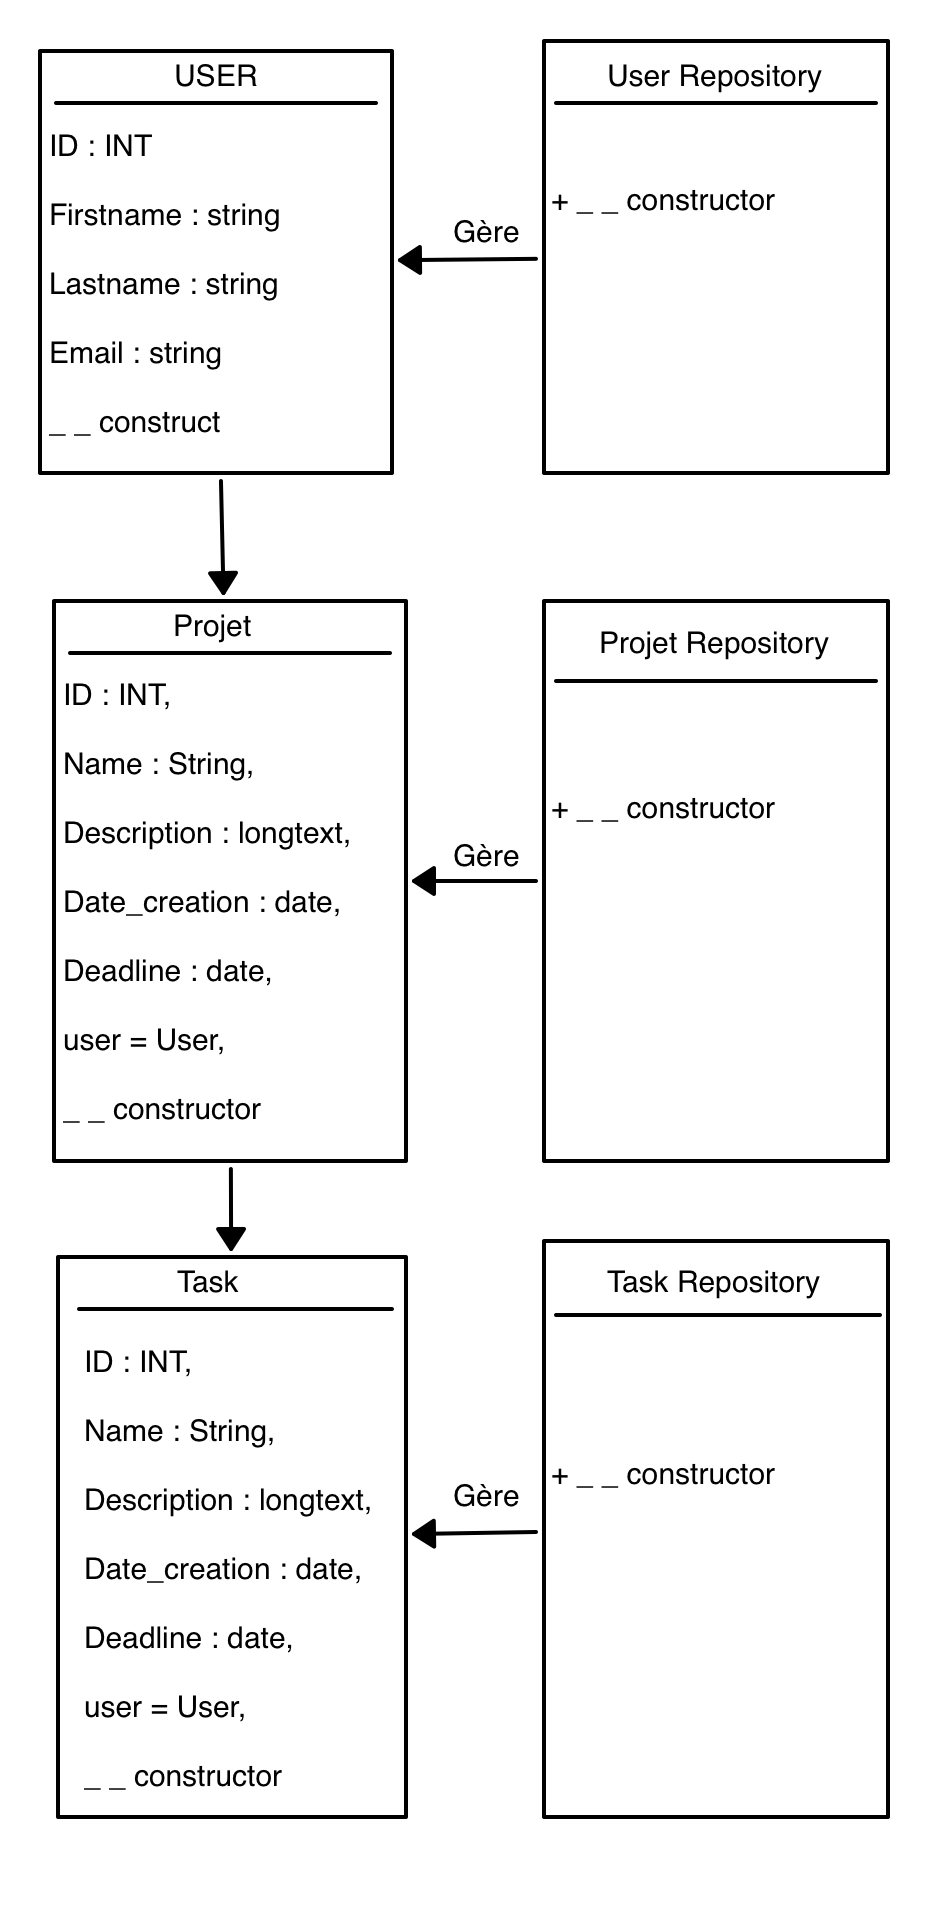 USER
ID : INT
Firstname : string
Lastname : string
Email : string
_ _ construct
Gère
User Repository
+ _ _ constructor
Projet
ID : INT,
Name : String,
Description : longtext,
Date_creation : date,
Deadline : date,
user = User,
_ _ constructor
Gère
Projet Repository
+ _ _ constructor
Task
ID : INT,
Name : String,
Description : longtext,
Date_creation : date,
Deadline : date,
user = User,
_ _ constructor
Gère
Task Repository
+ _ _ constructor